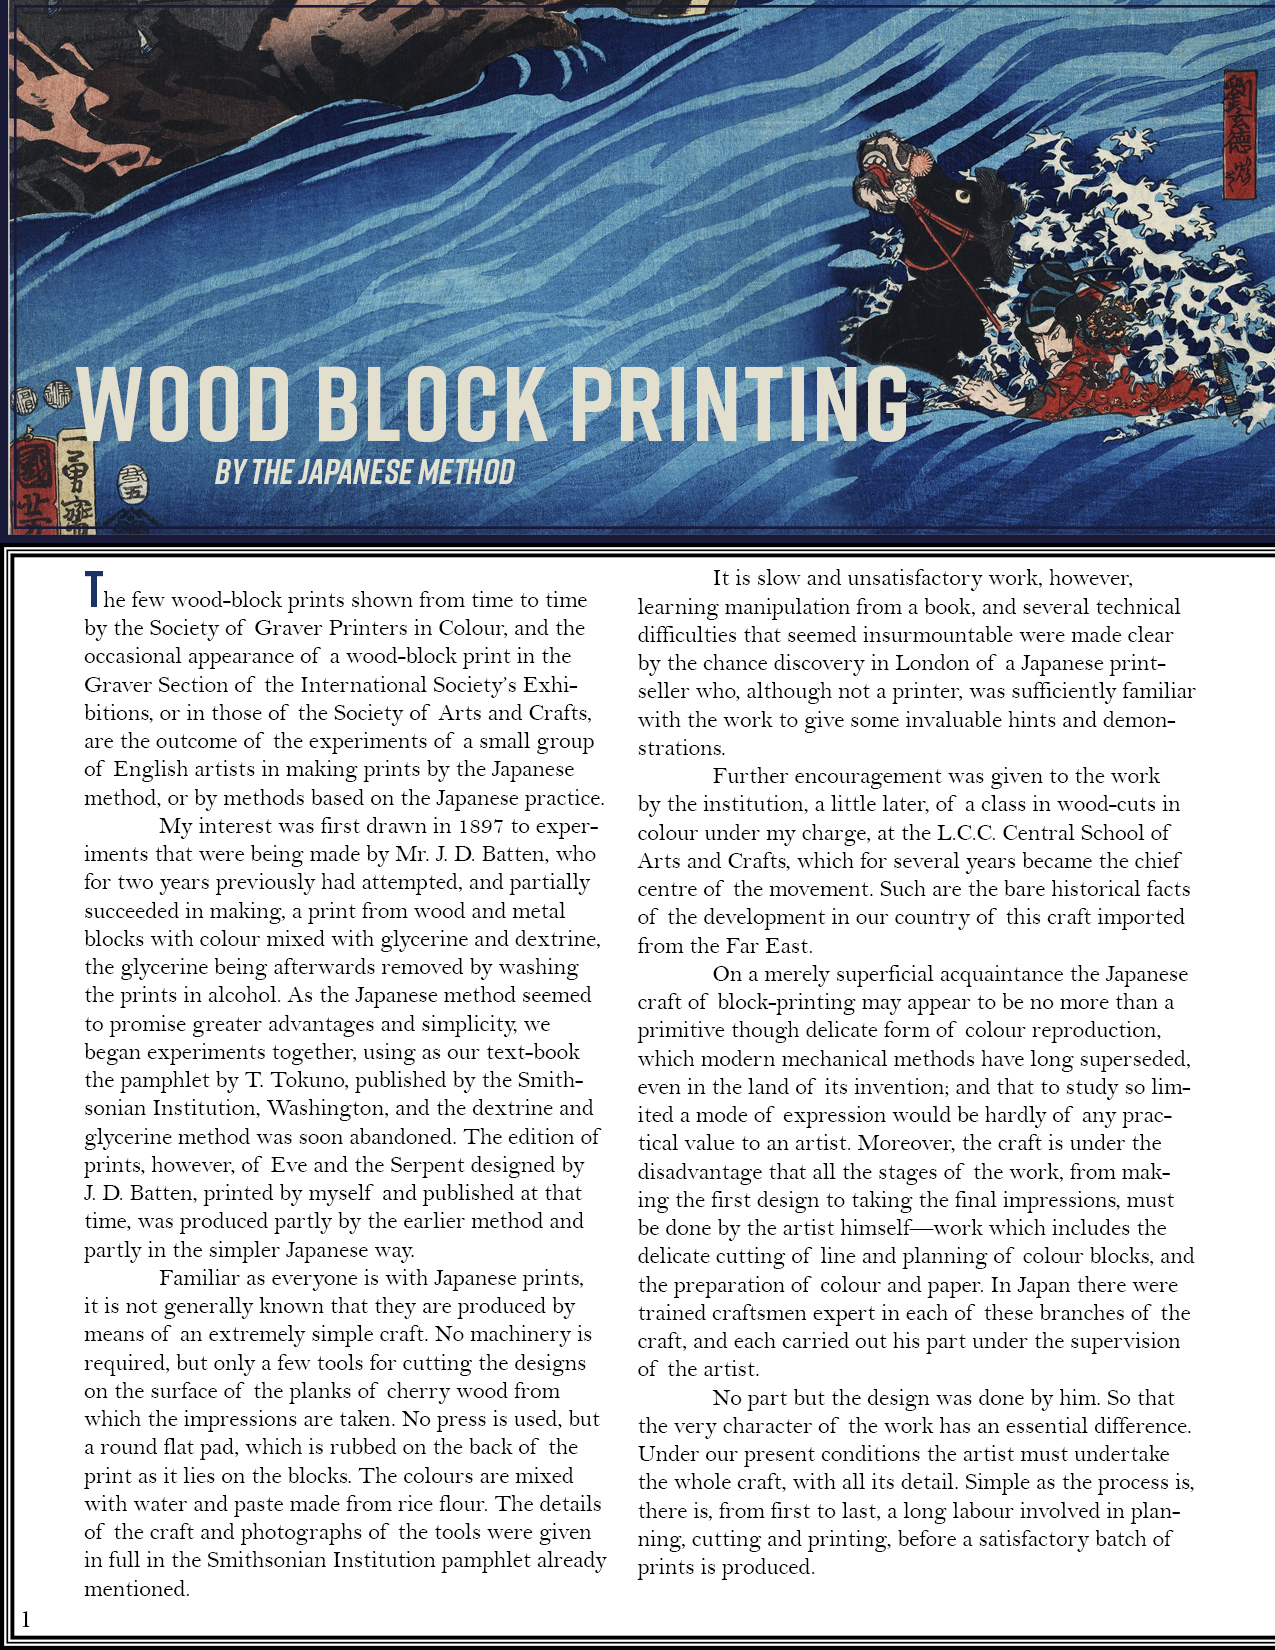 劉玄徳
WOOD BLOCK PRINTING
BY THE JAPANESE METHOD
一勇齋
The few wood-block prints shown from time to time
by the Society of Graver Printers in Colour, and the
occasional appearance of a wood-block print in the
Graver Section of the International Society’s Exhi-
bitions, or in those of the Society of Arts and Crafts,
are the outcome of the experiments of a small group
of English artists in making prints by the Japanese
method, or by methods based on the Japanese practice.
My interest was first drawn in 1897 to exper-
iments that were being made by Mr. J. D. Batten, who
for two years previously had attempted, and partially
succeeded in making, a print from wood and metal
blocks with colour mixed with glycerine and dextrine,
the glycerine being afterwards removed by washing
the prints in alcohol. As the Japanese method seemed
to promise greater advantages and simplicity, we
began experiments together, using as our text-book
the pamphlet by T. Tokuno, published by the Smith-
sonian Institution, Washington, and the dextrine and
glycerine method was soon abandoned. The edition of
prints, however, of Eve and the Serpent designed by
J. D. Batten, printed by myself and published at that
time, was produced partly by the earlier method and
partly in the simpler Japanese way.
Familiar as everyone is with Japanese prints,
it is not generally known that they are produced by
means of an extremely simple craft. No machinery is
required, but only a few tools for cutting the designs
on the surface of the planks of cherry wood from
which the impressions are taken. No press is used, but
a round flat pad, which is rubbed on the back of the
print as it lies on the blocks. The colours are mixed
with water and paste made from rice flour. The details
of the craft and photographs of the tools were given
in full in the Smithsonian Institution pamphlet already
mentioned.
It is slow and unsatisfactory work, however,
learning manipulation from a book, and several technical
difficulties that seemed insurmountable were made clear
by the chance discovery in London of a Japanese print-
seller who, although not a printer, was sufficiently familiar
with the work to give some invaluable hints and demon-
strations.
Further encouragement was given to the work
by the institution, a little later, of a class in wood-cuts in
colour under my charge, at the L.C.C. Central School of
Arts and Crafts, which for several years became the chief
centre of the movement. Such are the bare historical facts
of the development in our country of this craft imported
from the Far East.
On a merely superficial acquaintance the Japanese
craft of block-printing may appear to be no more than a
primitive though delicate form of colour reproduction,
which modern mechanical methods have long superseded,
even in the land of its invention; and that to study so lim-
ited a mode of expression would be hardly of any prac-
tical value to an artist. Moreover, the craft is under the
disadvantage that all the stages of the work, from mak-
ing the first design to taking the final impressions, must
be done by the artist himself—work which includes the
delicate cutting of line and planning of colour blocks, and
the preparation of colour and paper. In Japan there were
trained craftsmen expert in each of these branches of the
craft, and each carried out his part under the supervision
of the artist.
No part but the design was done by him. So that
the very character of the work has an essential difference.
Under our present conditions the artist must undertake
the whole craft, with all its detail. Simple as the process is,
there is, from first to last, a long labour involved in plan-
ning, cutting and printing, before a satisfactory batch of
prints is produced.
1